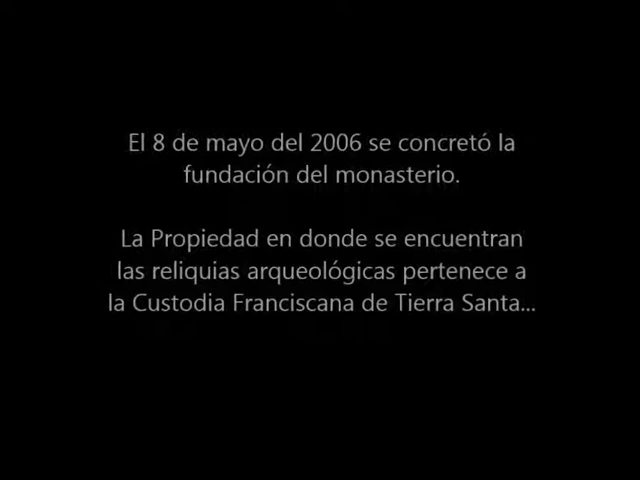 El 8 de mayo del 2006 se concretó la
fundación del monasterio.
La Propiedad en donde se encuentran
las reliquias arqueológicas pertenece a
la Custodia Franciscana de Tierra Santa...